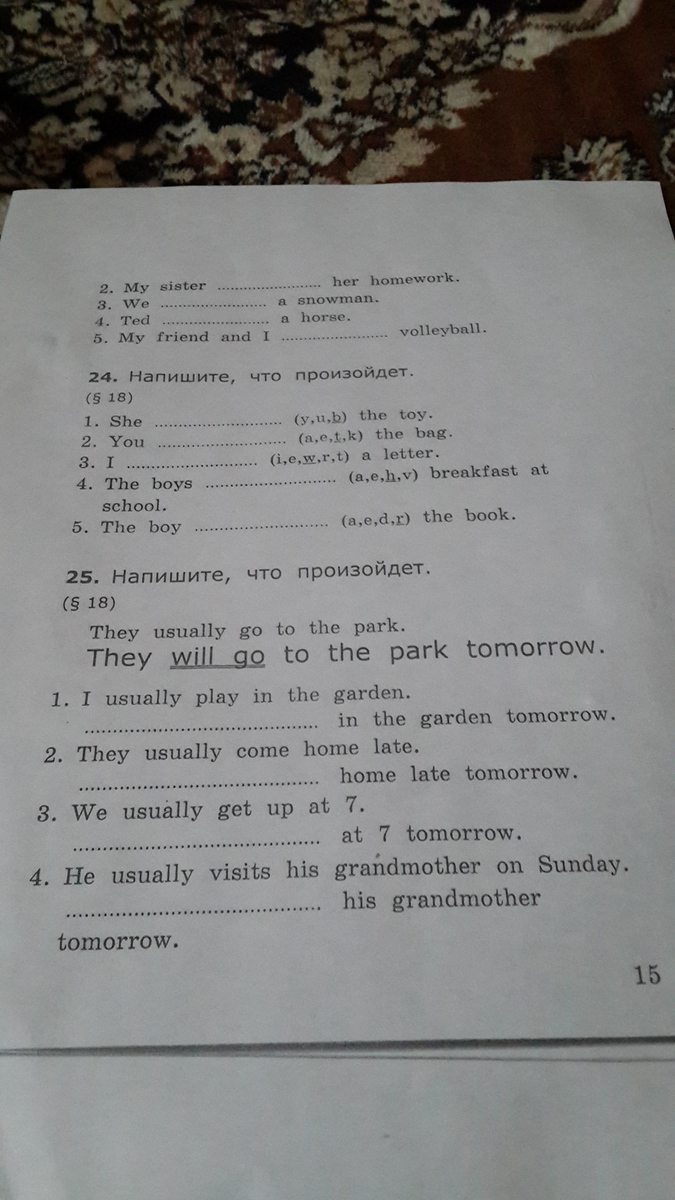 2. My sister ........................ her homework.
3. We ........................ a snowman.
4. Ted ........................ a horse.
5. My friend and I ........................ volleyball.
24. Напишите, что произойдет.
(§ 18)
1. She ........................ (y,u,b) the toy.
2. You ........................ (a,e,t,k) the bag.
3. I ........................ (i,e,w,r,t) a letter.
4. The boys ........................ (a,e,h,v) breakfast at
school.
5. The boy ........................ (a,e,d,r) the book.
25. Напишите, что произойдет.
(§ 18)
They usually go to the park.
They will go to the park tomorrow.
1. I usually play in the garden.
........................ in the garden tomorrow.
2. They usually come home late.
........................ home late tomorrow.
3. We usually get up at 7.
........................ at 7 tomorrow.
4. He usually visits his grandmother on Sunday.
........................ his grandmother
tomorrow.
15